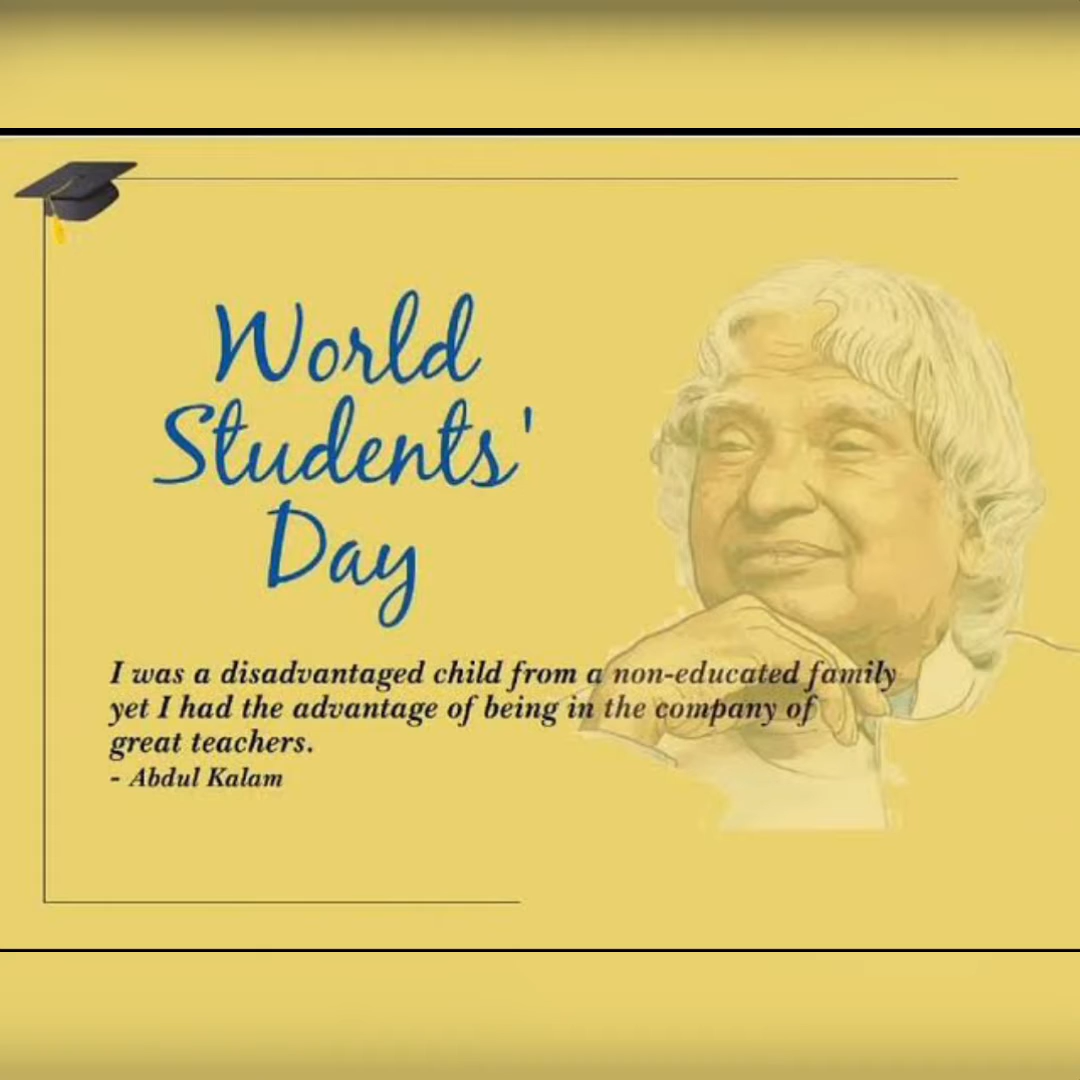 World
Students'
Day
I was a disadvantaged child from a non-educated family
yet I had the advantage of being in the company of
great teachers.
- Abdul Kalam